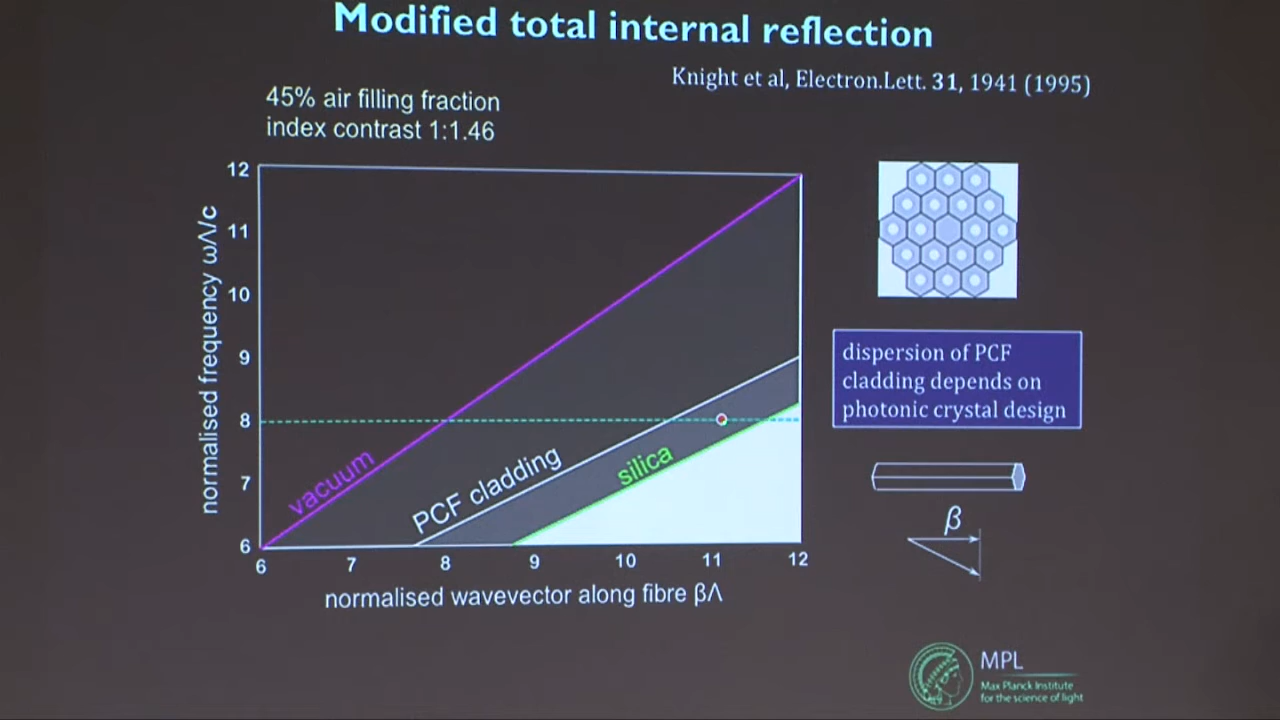 Modified total internal reflection
Knight et al, Electron.Lett. 31, 1941 (1995)
45% air filling fraction
index contrast 1:1.46
normalised frequency ωΛ/c
12
11
10
9
8
7
6
vacuum
PCF cladding
silica
6 7 8 9 10 11 12
normalised wavevector along fibre βΛ
dispersion of PCF
cladding depends on
photonic crystal design
β
MPL
Max Planck Institute
for the science of light